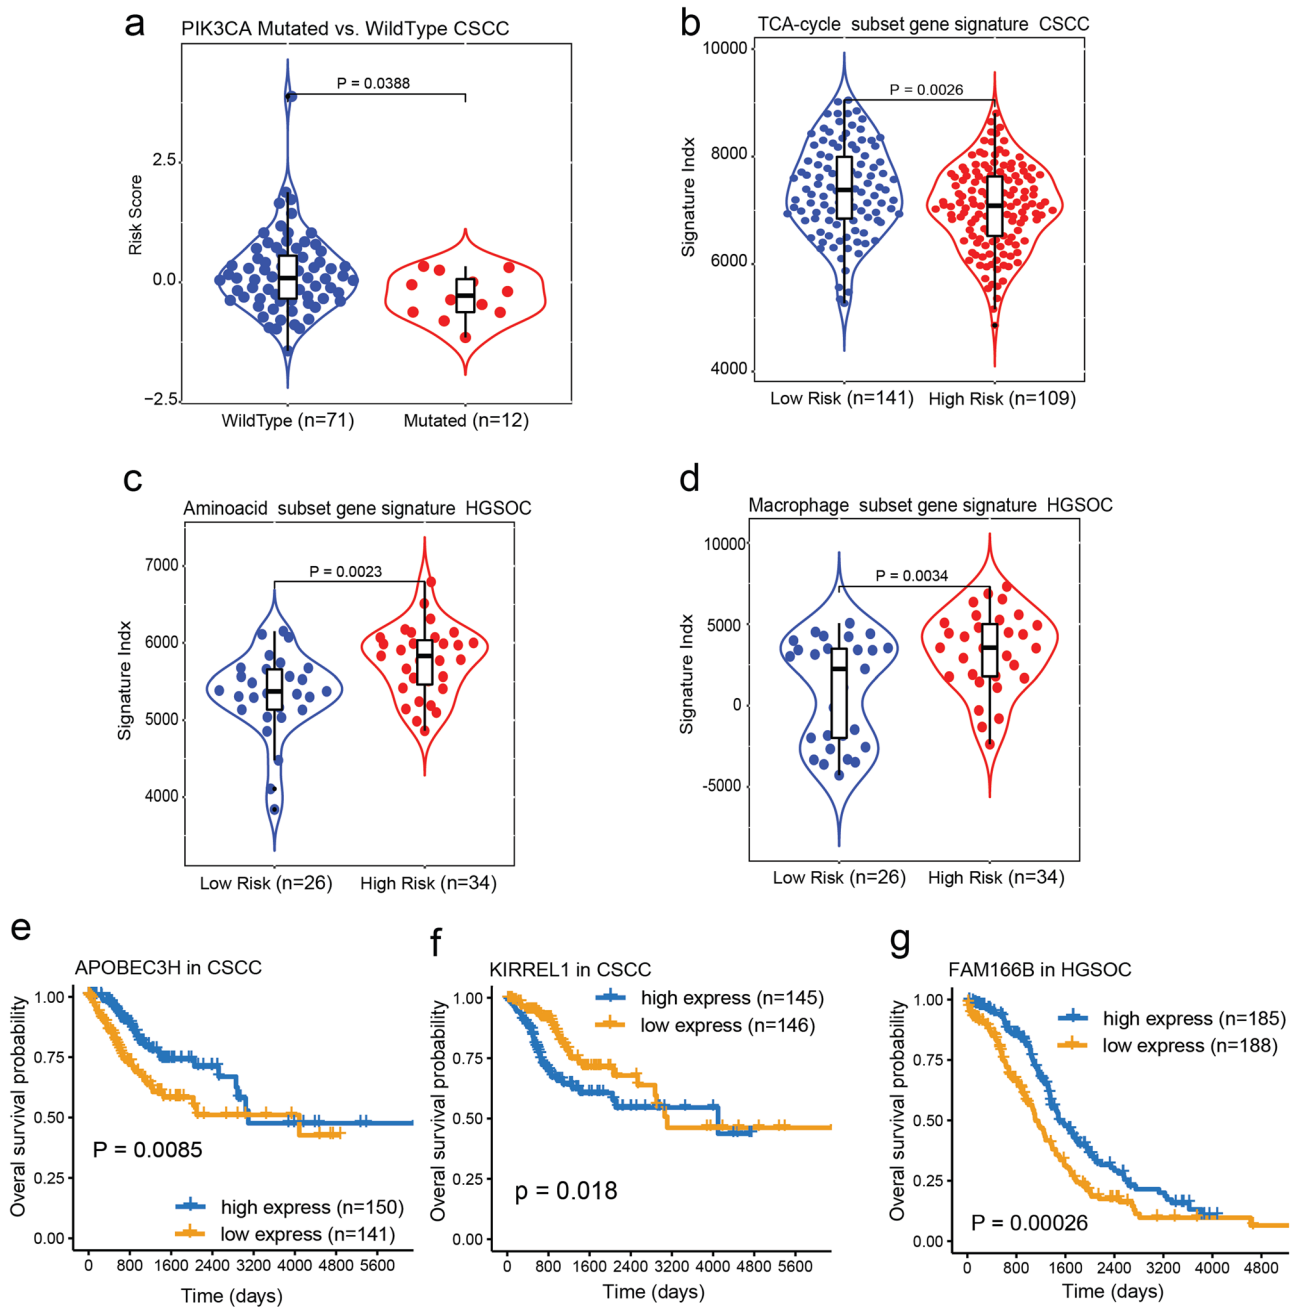 a
PIK3CA Mutated vs. WildType CSCC
P = 0.0388
Risk Score
2.5
0.0
−2.5
WildType (n=71)
Mutated (n=12)
b
TCA-cycle subset gene signature CSCC
P = 0.0026
Signature Indx
10000
8000
6000
4000
Low Risk (n=141)
High Risk (n=109)
c
Aminoacid subset gene signature HGSOC
P = 0.0023
Signature Indx
7000
6000
5000
4000
Low Risk (n=26)
High Risk (n=34)
d
Macrophage subset gene signature HGSOC
P = 0.0034
Signature Indx
10000
5000
0
-5000
Low Risk (n=26)
High Risk (n=34)
e
APOBEC3H in CSCC
Overal survival probability
1.00
0.75
0.50
0.25
0.00
P = 0.0085
high express (n=150)
low express (n=141)
0 800 1600 2400 3200 4000 4800 5600
Time (days)
f
KIRREL1 in CSCC
Overal survival probability
1.00
0.75
0.50
0.25
0.00
high express (n=145)
low express (n=146)
p = 0.018
0 800 1600 2400 3200 4000 4800 5600
Time (days)
g
FAM166B in HGSOC
Overal survival probability
1.00
0.75
0.50
0.25
0.00
high express (n=185)
low express (n=188)
P = 0.00026
0 800 1600 2400 3200 4000 4800
Time (days)